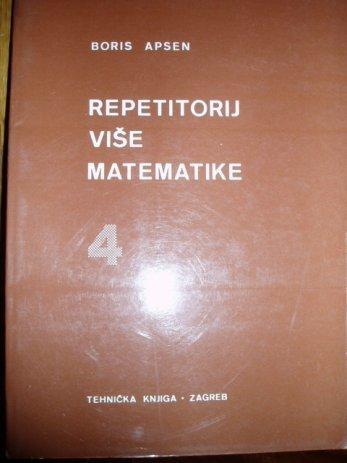 BORIS APSEN
REPETITORIJ
VIŠE
MATEMATIKE
4
TEHNIČKA KNJIGA • ZAGREB